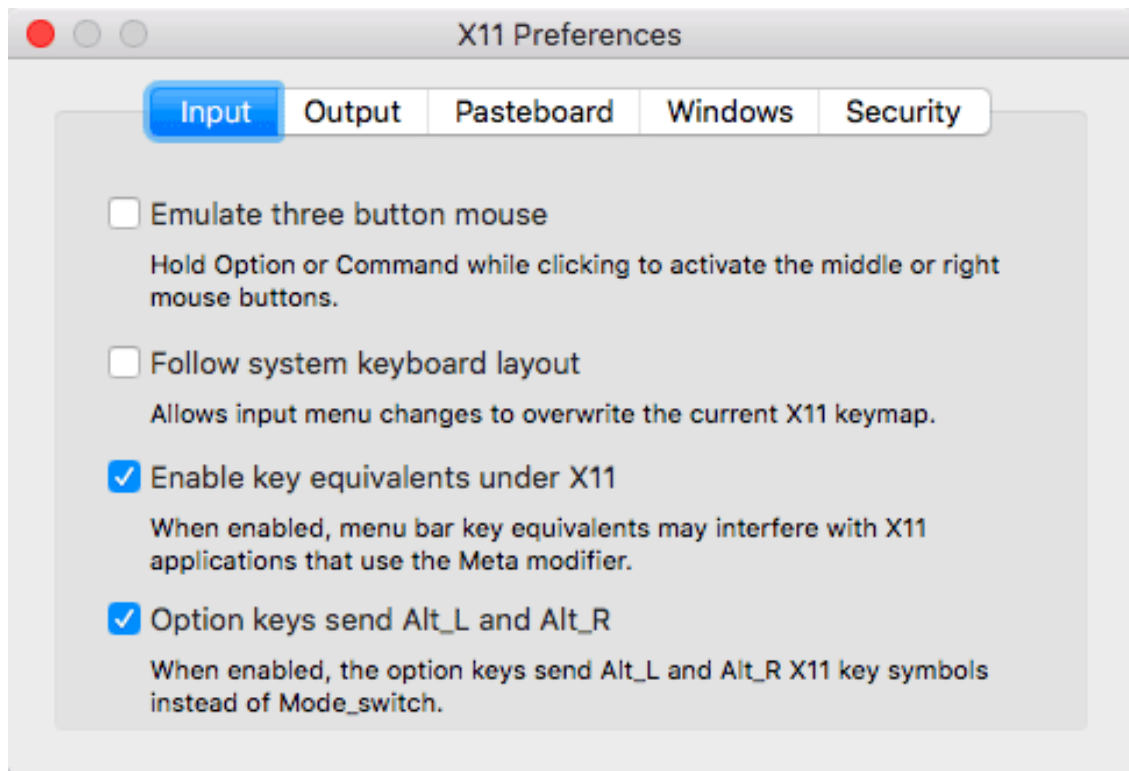 X11 Preferences
Input Output Pasteboard Windows Security
Emulate three button mouse
Hold Option or Command while clicking to activate the middle or right
mouse buttons.
Follow system keyboard layout
Allows input menu changes to overwrite the current X11 keymap.
Enable key equivalents under X11
When enabled, menu bar key equivalents may interfere with X11
applications that use the Meta modifier.
Option keys send Alt_L and Alt_R
When enabled, the option keys send Alt_L and Alt_R X11 key symbols
instead of Mode_switch.